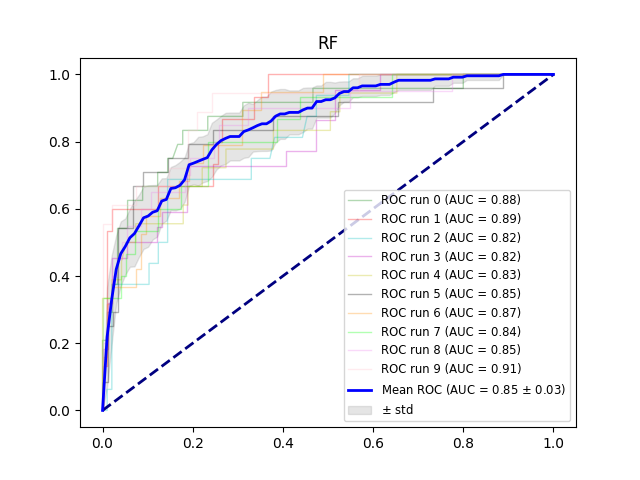 RF
1.0
0.8
0.6
0.4
0.2
0.0
0.0 0.2 0.4 0.6 0.8 1.0
ROC run 0 (AUC = 0.88)
ROC run 1 (AUC = 0.89)
ROC run 2 (AUC = 0.82)
ROC run 3 (AUC = 0.82)
ROC run 4 (AUC = 0.83)
ROC run 5 (AUC = 0.85)
ROC run 6 (AUC = 0.87)
ROC run 7 (AUC = 0.84)
ROC run 8 (AUC = 0.85)
ROC run 9 (AUC = 0.91)
Mean ROC (AUC = 0.85 ± 0.03)
± std